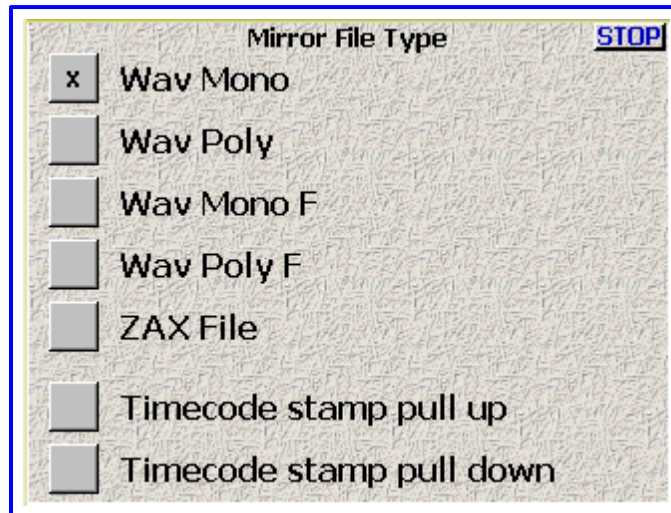 Mirror File Type STOP
x Wav Mono
Wav Poly
Wav Mono F
Wav Poly F
ZAX File
Timecode stamp pull up
Timecode stamp pull down